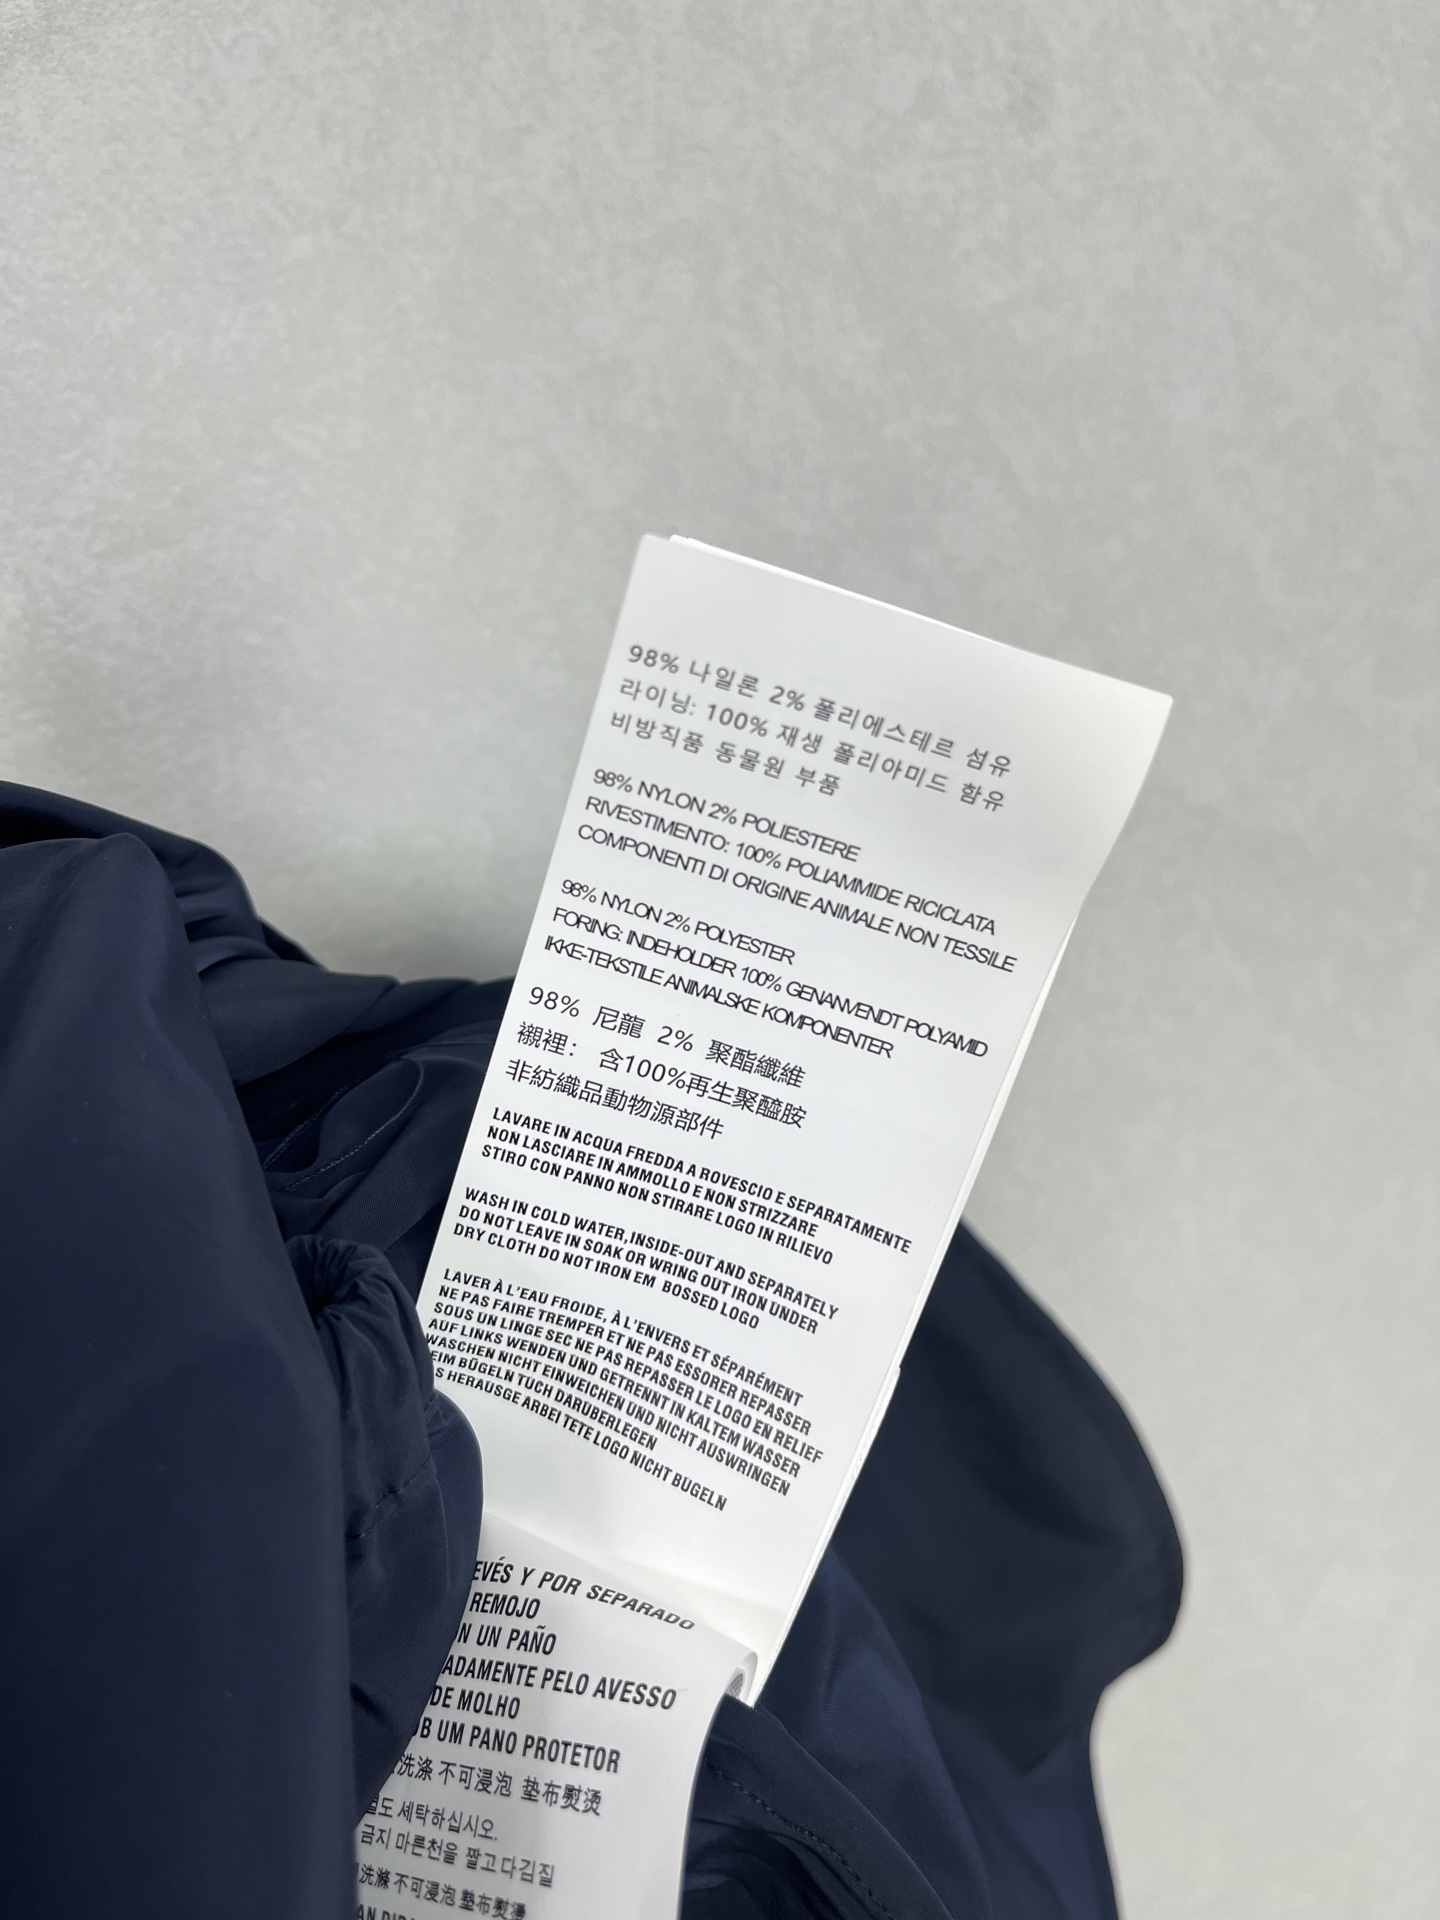 98% 나일론 2% 폴리에스테르 섬유
라이닝: 100% 재생 폴리아미드 함유
비방직품 동물원 부품
98% NYLON 2% POLIESTERE
RIVESTIMENTO: 100% POLIAMMIDE RICICLATA
COMPONENTI DI ORIGINE ANIMALE NON TESSILE
98% NYLON 2% POLYESTER
FORING: INDEHOLDER 100% GENANVENDT POLYAMID
IKKE-TEKSTILE ANIMALSKE KOMPONENTER
98% 尼龍 2% 聚酯纖維
襯裡: 含100%再生聚醯胺
非紡織品動物源部件
LAVARE IN ACQUA FREDDA A ROVESCIO E SEPARATAMENTE
NON LASCIARE IN AMMOLLO E NON STRIZZARE
STIRO CON PANNO NON STIRARE LOGO IN RILIEVO
WASH IN COLD WATER, INSIDE-OUT AND SEPARATELY
DO NOT LEAVE IN SOAK OR WRING OUT IRON UNDER
DRY CLOTH DO NOT IRON EM BOSSED LOGO
LAVER À L'EAU FROIDE, À L'ENVERS ET SÉPARÉMENT
NE PAS FAIRE TREMPER ET NE PAS ESSORER REPASSER
SOUS UN LINGE SEC NE PAS REPASSER LE LOGO EN RELIEF
AUF LINKS WENDEN UND GETRENNT IN KALTEM WASSER
WASCHEN NICHT EINWEICHEN UND NICHT AUSWRINGEN
EIM BÜGELN TUCH DARÜBERLEGEN
S HERAUSGE ARBEI TETE LOGO NICHT BÜGELN
EVÉS Y POR SEPARADO
REMOJO
N UN PAÑO
ADAMENTE PELO AVESSO
DE MOLHO
OB UM PANO PROTETOR
洗涤 不可浸泡 垫布熨烫
별도 세탁하십시오.
금지 마른천을 깔고다김질
洗滌 不可浸泡 墊布熨燙